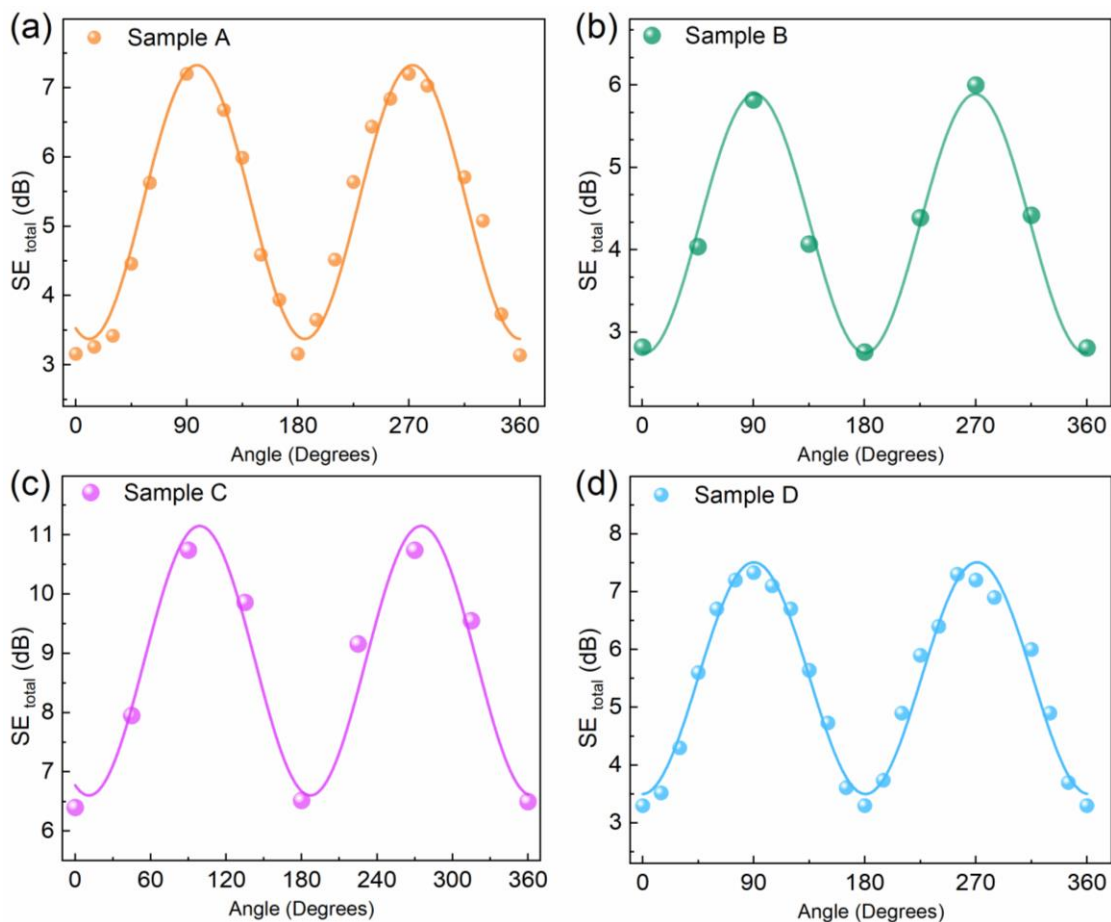 (a)
Sample A
SE total (dB)
7
6
5
4
3
0 90 180 270 360
Angle (Degrees)
(b)
Sample B
SE total (dB)
6
5
4
3
0 90 180 270 360
Angle (Degrees)
(c)
Sample C
SE total (dB)
11
10
9
8
7
6
0 60 120 180 240 300 360
Angle (Degrees)
(d)
Sample D
SE total (dB)
8
7
6
5
4
3
0 90 180 270 360
Angle (Degrees)